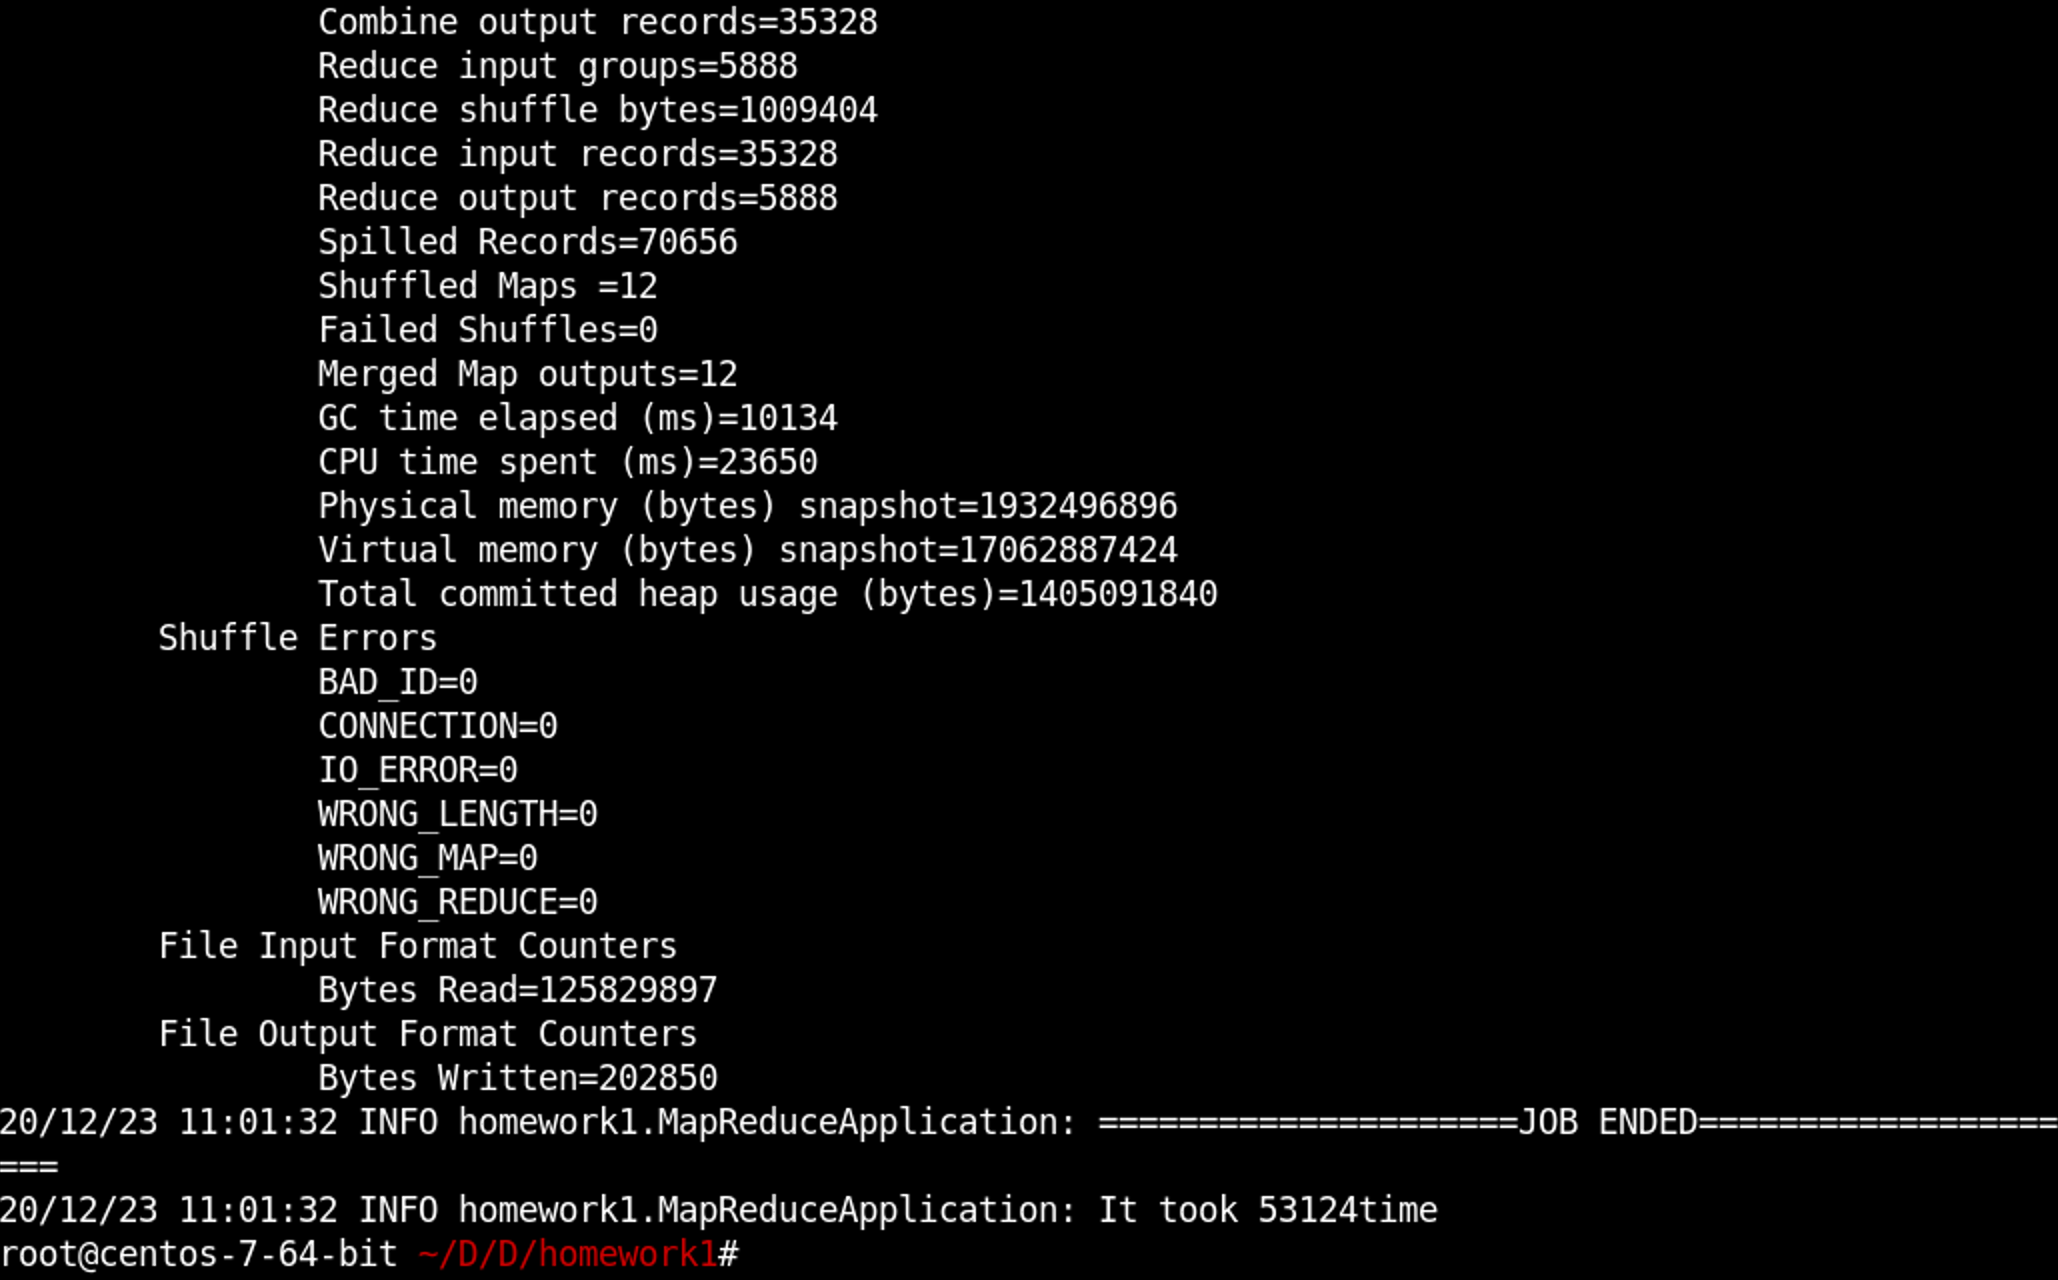 Combine output records=35328
Reduce input groups=5888
Reduce shuffle bytes=1009404
Reduce input records=35328
Reduce output records=5888
Spilled Records=70656
Shuffled Maps =12
Failed Shuffles=0
Merged Map outputs=12
GC time elapsed (ms)=10134
CPU time spent (ms)=23650
Physical memory (bytes) snapshot=1932496896
Virtual memory (bytes) snapshot=17062887424
Total committed heap usage (bytes)=1405091840
Shuffle Errors
BAD_ID=0
CONNECTION=0
IO_ERROR=0
WRONG_LENGTH=0
WRONG_MAP=0
WRONG_REDUCE=0
File Input Format Counters
Bytes Read=125829897
File Output Format Counters
Bytes Written=202850
20/12/23 11:01:32 INFO homework1.MapReduceApplication: =====================JOB ENDED==================
===
20/12/23 11:01:32 INFO homework1.MapReduceApplication: It took 53124time
root@centos-7-64-bit ~/D/D/homework1#